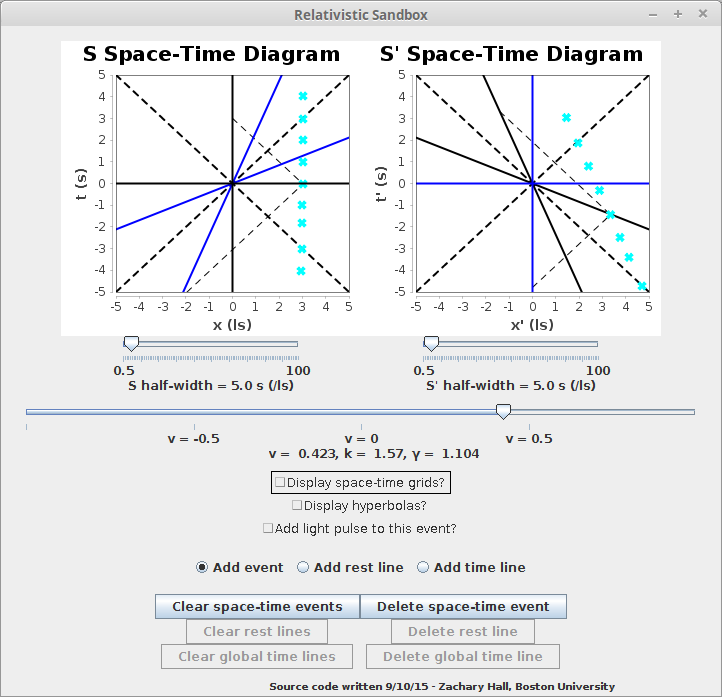 Relativistic Sandbox
S Space-Time Diagram
S' Space-Time Diagram
5
4
3
2
1
0
-1
-2
-3
-4
-5
t (s)
-5 -4 -3 -2 -1 0 1 2 3 4 5
x (ls)
5
4
3
2
1
0
-1
-2
-3
-4
-5
t' (s)
-5 -4 -3 -2 -1 0 1 2 3 4 5
x' (ls)
0.5 100
S half-width = 5.0 s (/ls)
0.5 100
S' half-width = 5.0 s (/ls)
v = -0.5 v = 0 v = 0.5
v = 0.423, k = 1.57, γ = 1.104
Display space-time grids?
Display hyperbolas?
Add light pulse to this event?
Add event Add rest line Add time line
Clear space-time events Delete space-time event
Clear rest lines Delete rest line
Clear global time lines Delete global time line
Source code written 9/10/15 - Zachary Hall, Boston University